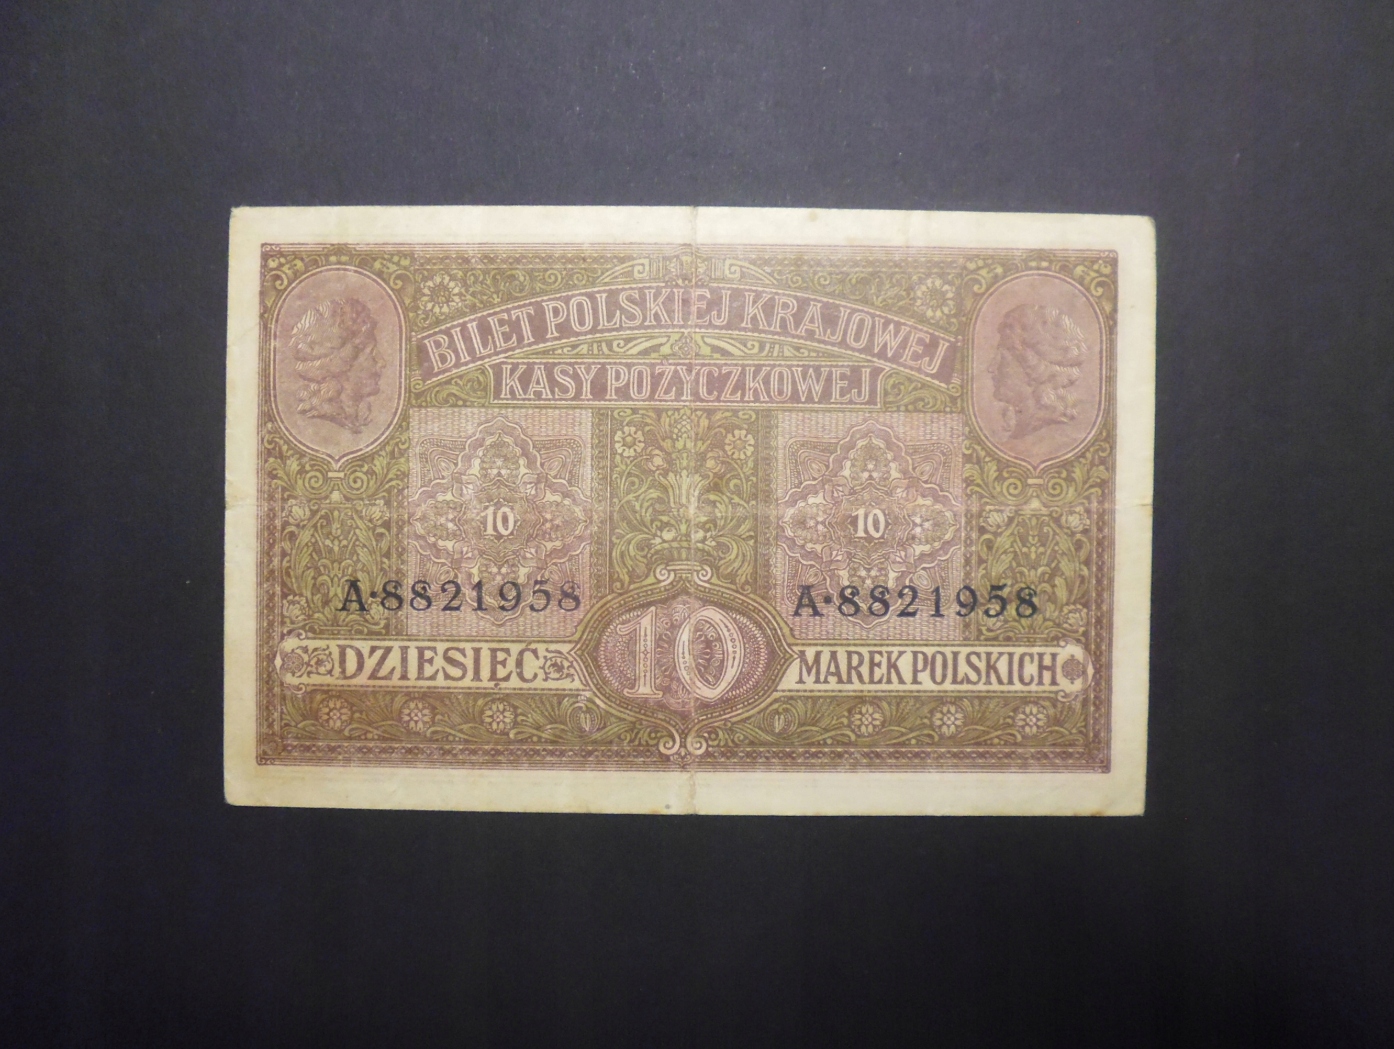 BILET POLSKIEJ KRAJOWEJ
KASY POŻYCZKOWEJ
10 10
A·8821958 A·8821958
DZIESIĘĆ 10 MAREK POLSKICH